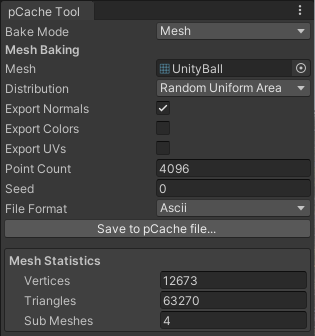 pCache Tool
Bake Mode Mesh
Mesh Baking
Mesh UnityBall
Distribution Random Uniform Area
Export Normals
Export Colors
Export UVs
Point Count 4096
Seed 0
File Format Ascii
Save to pCache file...
Mesh Statistics
Vertices 12673
Triangles 63270
Sub Meshes 4